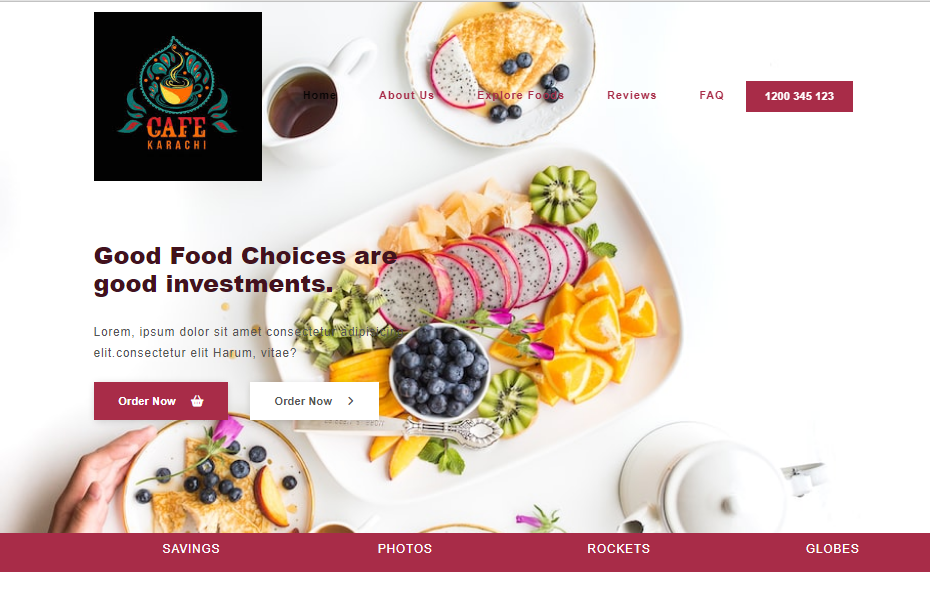 CAFE
KARACHI
Home About Us Explore Foods Reviews FAQ 1200 345 123
Good Food Choices are
good investments.
Lorem, ipsum dolor sit amet consectetur adipisicing
elit.consectetur elit Harum, vitae?
Order Now Order Now
SAVINGS PHOTOS ROCKETS GLOBES